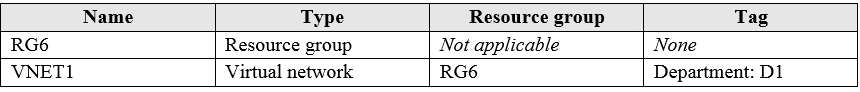 Name Type Resource group Tag
RG6 Resource group Not applicable None
VNET1 Virtual network RG6 Department: D1